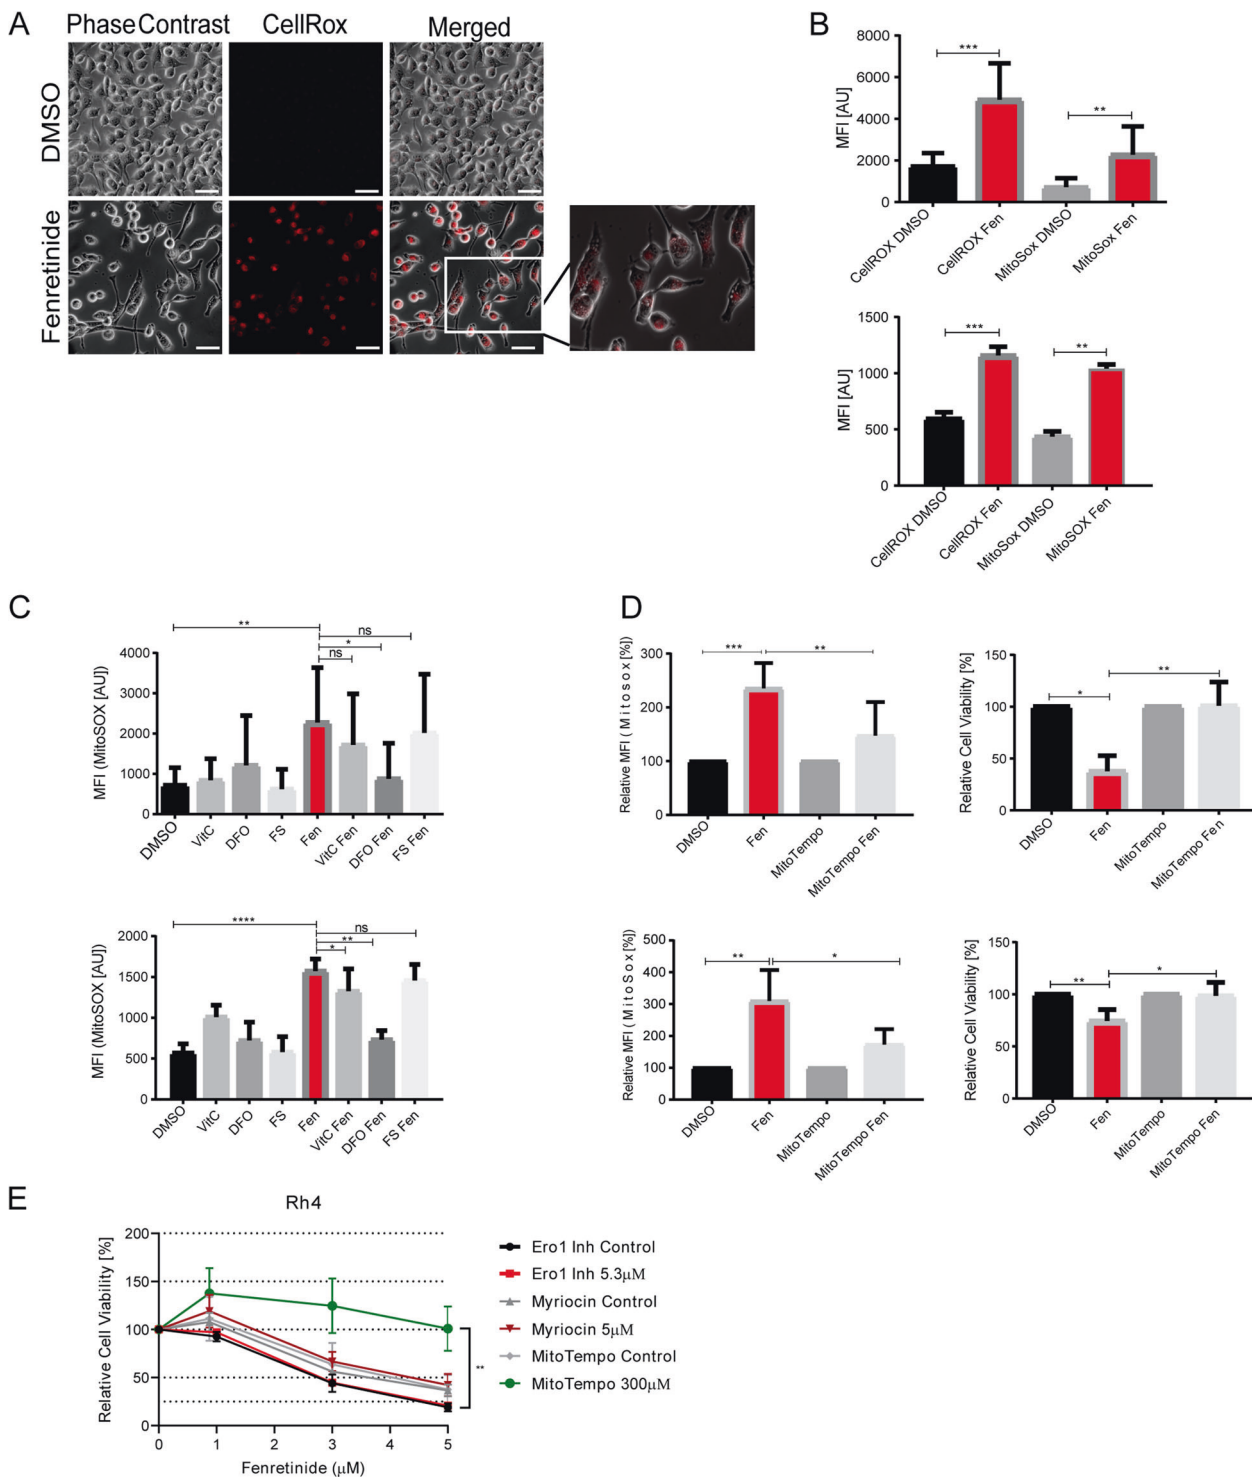 A
Phase Contrast
CellRox
Merged
DMSO
Fenretinide
B
MFI [AU]
8000
6000
4000
2000
0
***
**
CellROX DMSO
CellROX Fen
MitoSox DMSO
MitoSox Fen
MFI [AU]
1500
1000
500
0
***
**
CellROX DMSO
CellROX Fen
MitoSox DMSO
MitoSOX Fen
C
MFI (MitoSOX [AU])
4000
3000
2000
1000
0
**
ns
*
ns
DMSO
VitC
DFO
FS
Fen
VitC Fen
DFO Fen
FS Fen
MFI (MitoSOX [AU])
2000
1500
1000
500
0
****
ns
**
*
DMSO
VitC
DFO
FS
Fen
VitC Fen
DFO Fen
FS Fen
D
Relative MFI (Mitosox [%])
300
200
100
0
***
**
DMSO
Fen
MitoTempo
MitoTempo Fen
Relative Cell Viability [%]
150
100
50
0
*
**
DMSO
Fen
MitoTempo
MitoTempo Fen
Relative MFI (MitoSox [%])
500
400
300
200
100
0
**
*
DMSO
Fen
MitoTempo
MitoTempo Fen
Relative Cell Viability [%]
150
100
50
0
**
*
DMSO
Fen
MitoTempo
MitoTempo Fen
E
Rh4
Relative Cell Viability [%]
200
150
100
50
0
0
1
2
3
4
5
Fenretinide (µM)
**
Ero1 Inh Control
Ero1 Inh 5.3µM
Myriocin Control
Myriocin 5µM
MitoTempo Control
MitoTempo 300µM